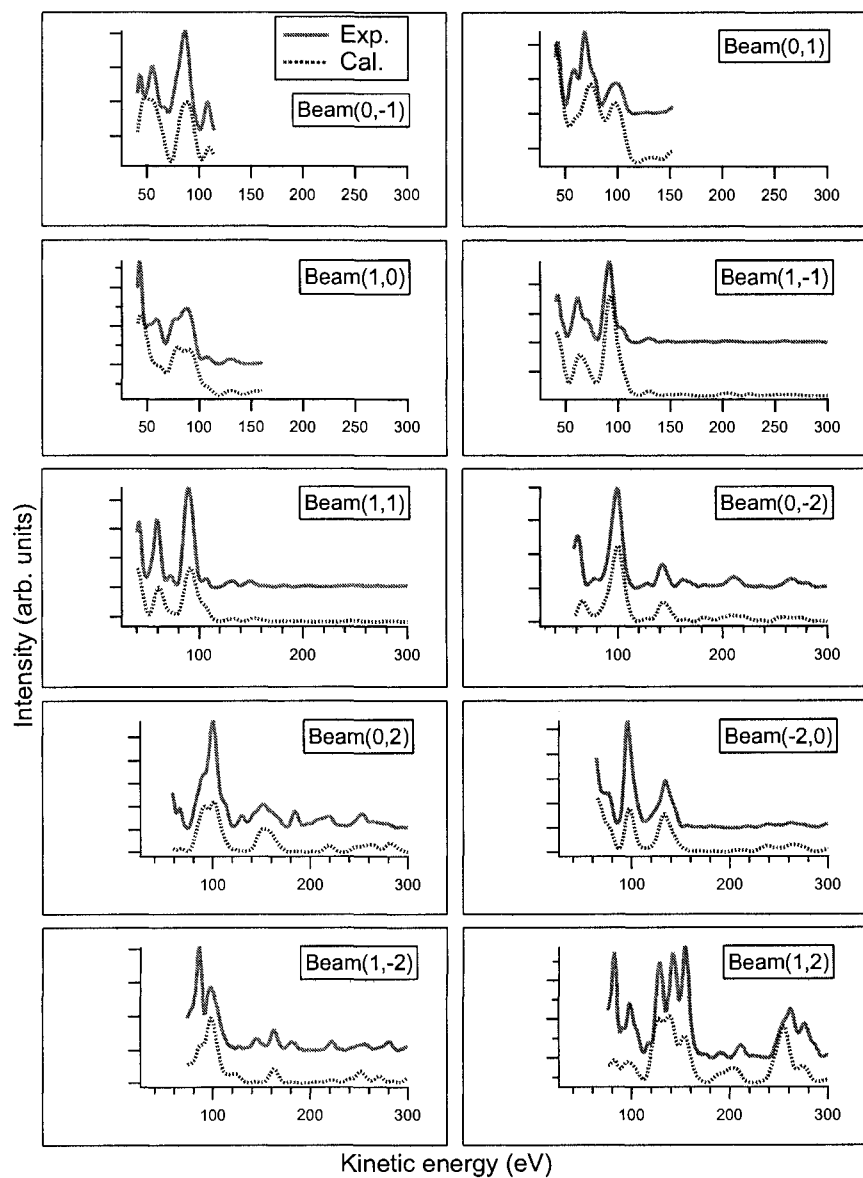 Exp.
Cal.
Beam(0,-1)
50 100 150 200 250 300
Beam(0,1)
50 100 150 200 250 300
Beam(1,0)
50 100 150 200 250 300
Beam(1,-1)
50 100 150 200 250 300
Beam(1,1)
100 200 300
Beam(0,-2)
100 200 300
Beam(0,2)
100 200 300
Beam(-2,0)
100 200 300
Beam(1,-2)
100 200 300
Beam(1,2)
100 200 300
Intensity (arb. units)
Kinetic energy (eV)